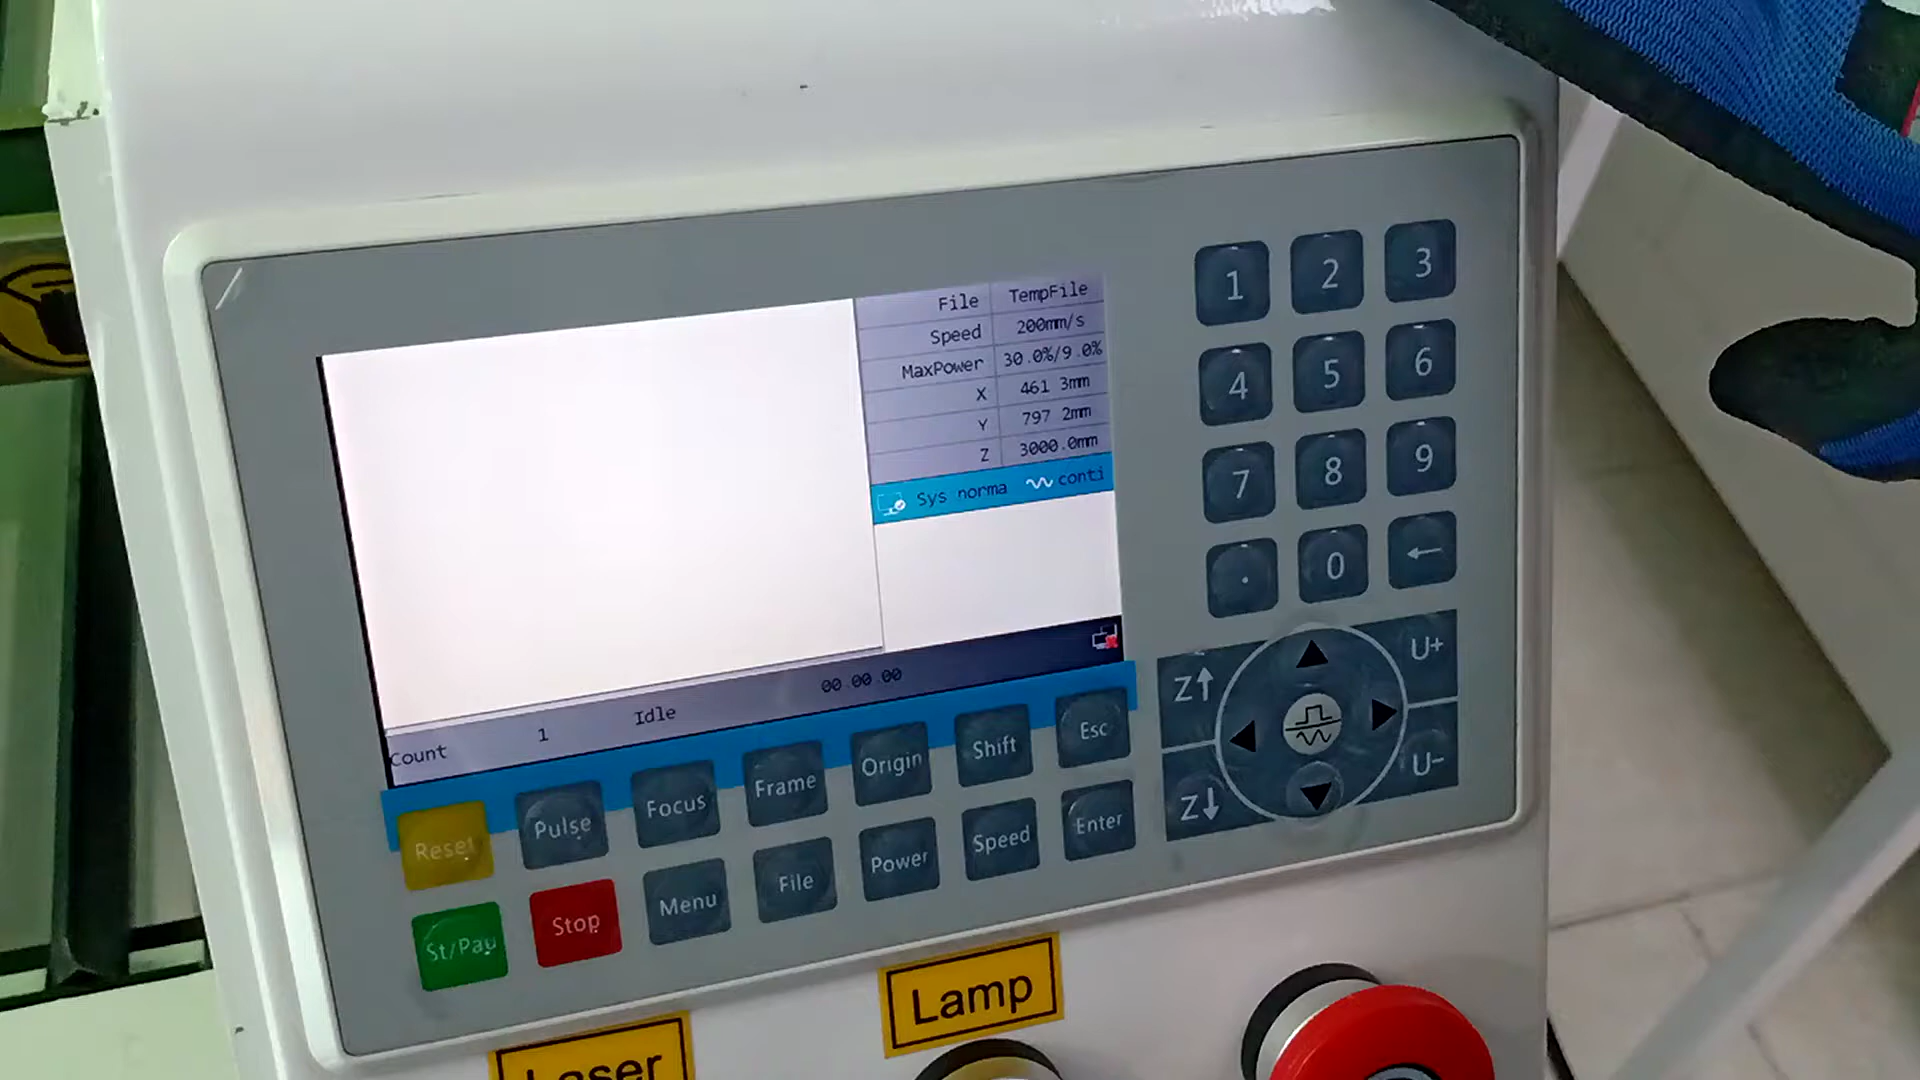 File TempFile
Speed 200mm/s
MaxPower 30.0%/9.0%
X 461 3mm
Y 797 2mm
Z 3000.0mm
Sys norma conti
00 00 00
Count 1 Idle
1 2 3
4 5 6
7 8 9
. 0 ←
Z↑ U+
Z↓ U-
Reset Pulse Focus Frame Origin Shift Esc
St/Pau Stop Menu File Power Speed Enter
Lamp
Laser